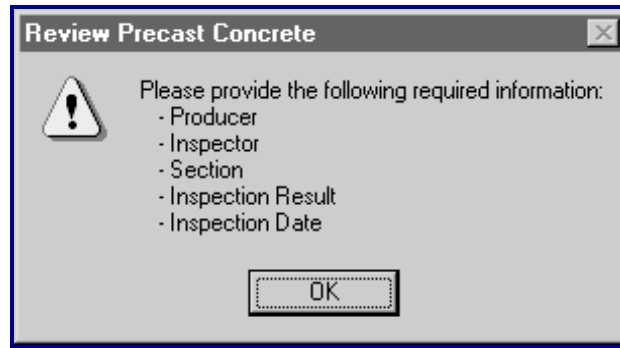 Review Precast Concrete
Please provide the following required information:
- Producer
- Inspector
- Section
- Inspection Result
- Inspection Date
OK